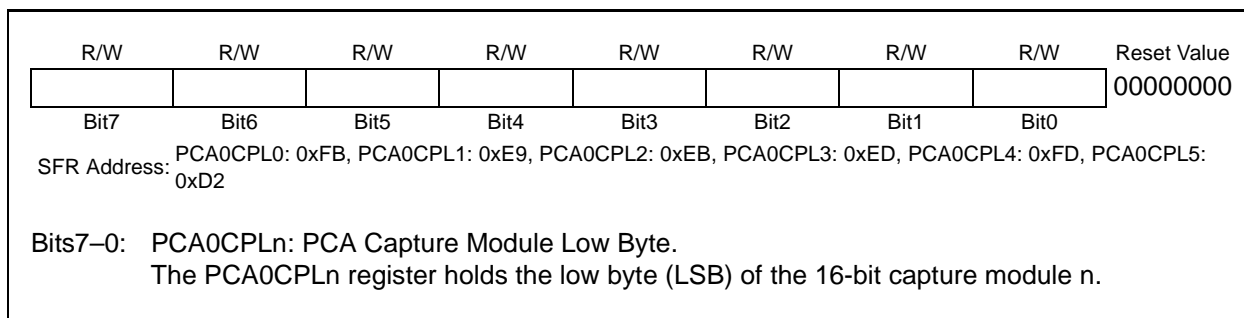 R/W R/W R/W R/W R/W R/W R/W R/W Reset Value
00000000
Bit7 Bit6 Bit5 Bit4 Bit3 Bit2 Bit1 Bit0
SFR Address: PCA0CPL0: 0xFB, PCA0CPL1: 0xE9, PCA0CPL2: 0xEB, PCA0CPL3: 0xED, PCA0CPL4: 0xFD, PCA0CPL5:
0xD2
Bits7–0: PCA0CPLn: PCA Capture Module Low Byte.
The PCA0CPLn register holds the low byte (LSB) of the 16-bit capture module n.